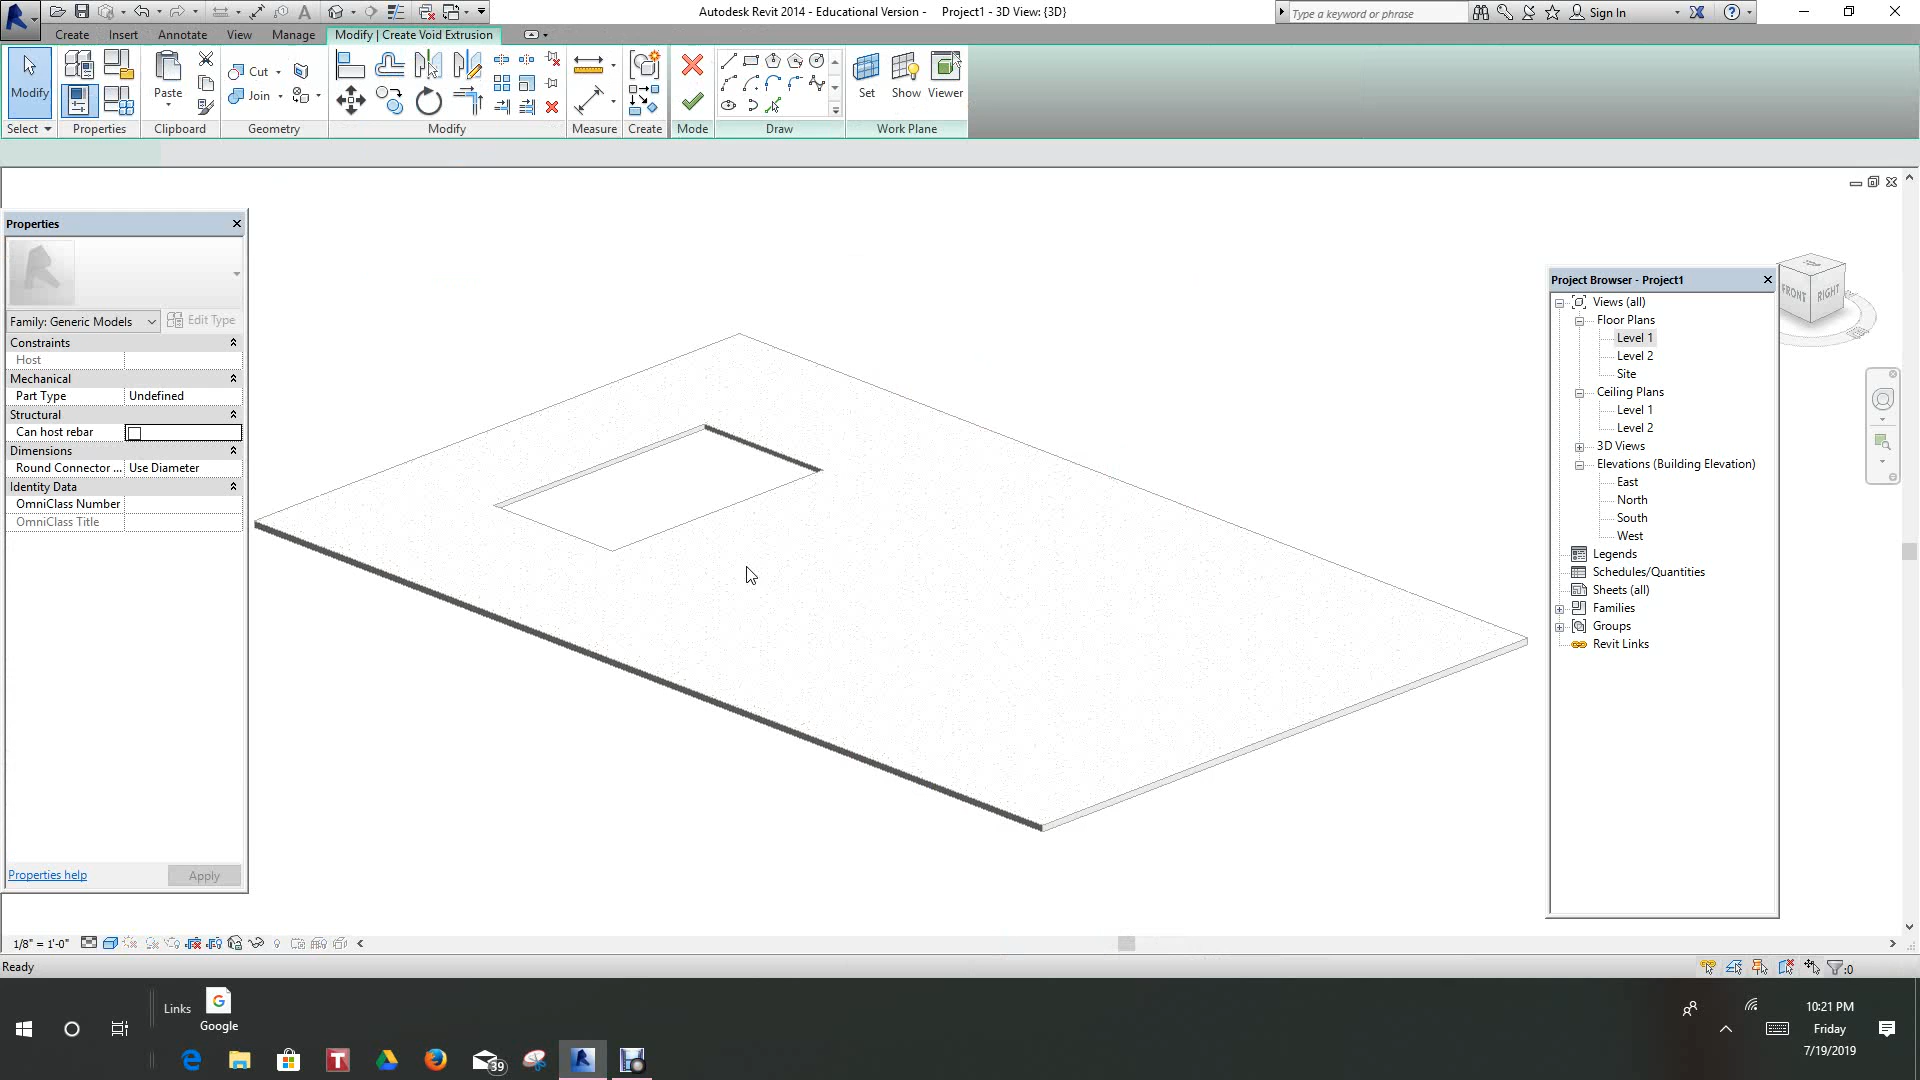 Autodesk Revit 2014 - Educational Version - Project1 - 3D View: {3D}
Type a keyword or phrase
Sign In
Create Insert Annotate View Manage Modify | Create Void Extrusion
Modify
Paste
Cut
Join
Set Show Viewer
Select Properties Clipboard Geometry Modify Measure Create Mode Draw Work Plane
Properties
Family: Generic Models
Edit Type
Constraints
Host
Mechanical
Part Type Undefined
Structural
Can host rebar
Dimensions
Round Connector ... Use Diameter
Identity Data
OmniClass Number
OmniClass Title
Properties help
Apply
Project Browser - Project1
Views (all)
Floor Plans
Level 1
Level 2
Site
Ceiling Plans
Level 1
Level 2
3D Views
Elevations (Building Elevation)
East
North
South
West
Legends
Schedules/Quantities
Sheets (all)
Families
Groups
Revit Links
TOP
FRONT
RIGHT
1/8" = 1'-0"
Ready
:0
Links
Google
39
10:21 PM
Friday
7/19/2019